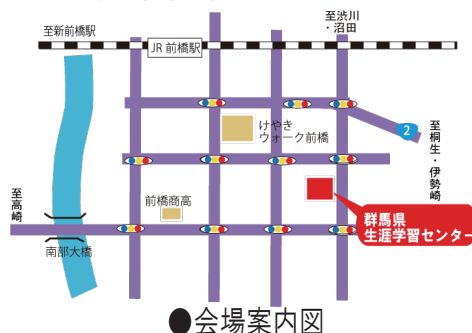 至渋川
・沼田
至新前橋駅
JR 前橋駅
2
至桐生・伊勢崎
けやき
ウォーク前橋
至高崎
前橋商高
群馬県
生涯学習センター
南部大橋
●会場案内図